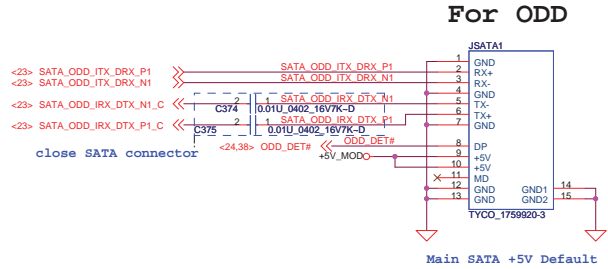 For ODD
JSATA1
<23> SATA_ODD_ITX_DRX_P1 SATA_ODD_ITX_DRX_P1
<23> SATA_ODD_ITX_DRX_N1 SATA_ODD_ITX_DRX_N1
<23> SATA_ODD_IRX_DTX_N1_C 2 1 SATA_ODD_IRX_DTX_N1
C374 0.01U_0402_16V7K~D
<23> SATA_ODD_IRX_DTX_P1_C 2 1 SATA_ODD_IRX_DTX_P1
C375 0.01U_0402_16V7K~D
close SATA connector
<24,38> ODD_DET# ODD_DET#
+5V_MOD
1 GND
2 RX+
3 RX-
4 GND
5 TX-
6 TX+
7 GND
8 DP
9 +5V
10 +5V
11 MD
12 GND GND1 14
13 GND GND2 15
TYCO_1759920-3
Main SATA +5V Default